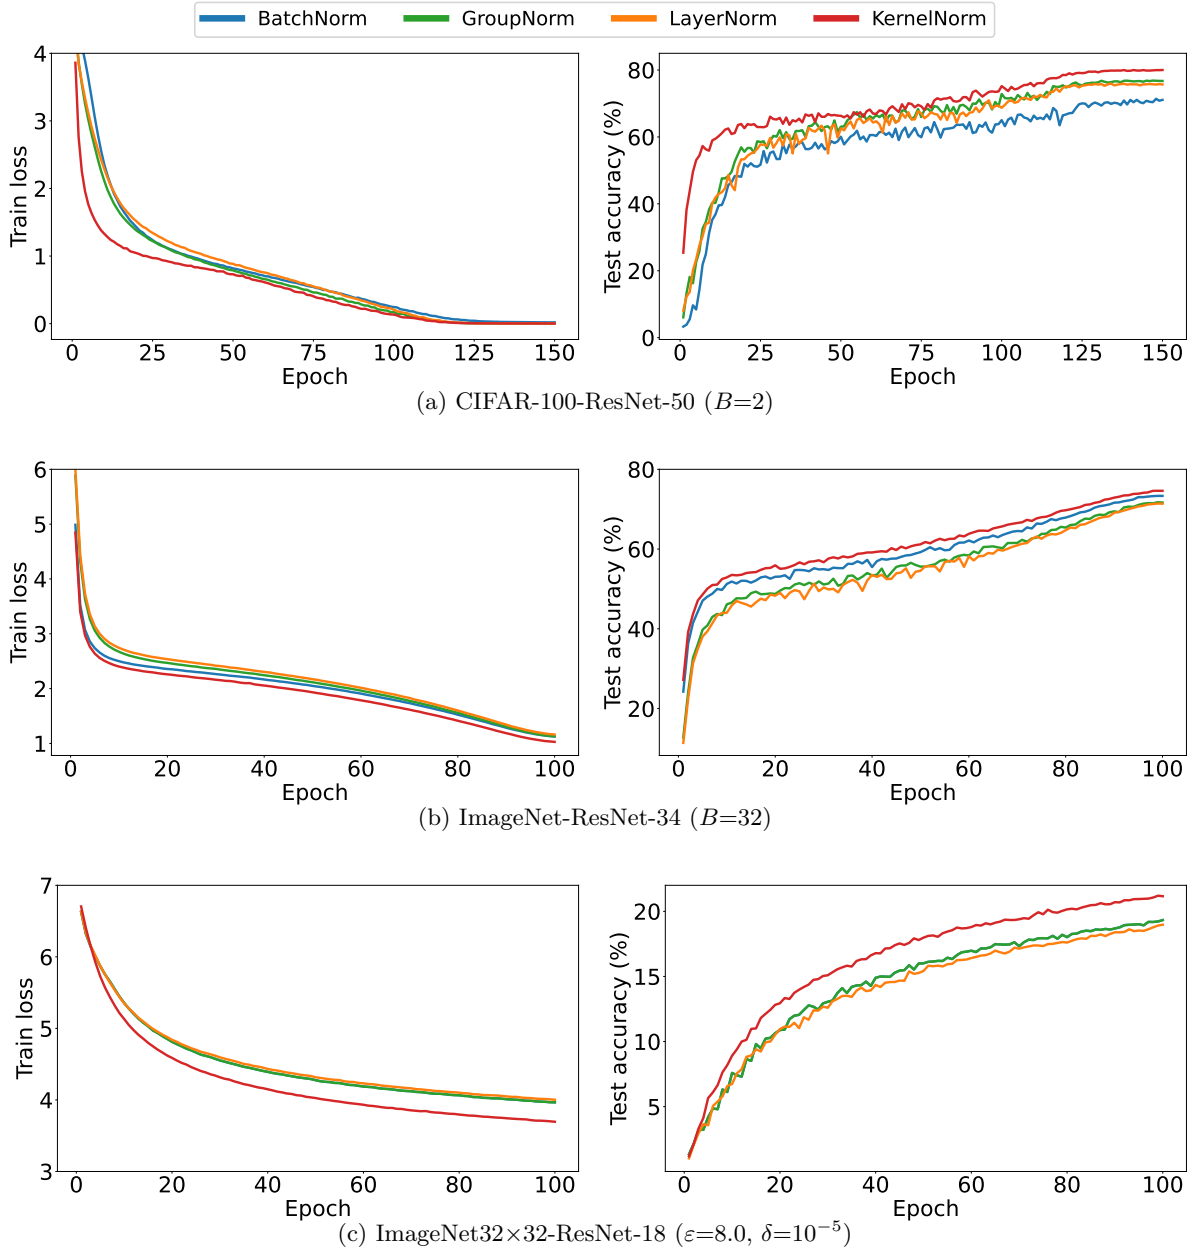 BatchNorm GroupNorm LayerNorm KernelNorm
4
3
2
1
0
Train loss
0 25 50 75 100 125 150
Epoch
80
60
40
20
0
Test accuracy (%)
0 25 50 75 100 125 150
Epoch
(a) CIFAR-100-ResNet-50 (B=2)
6
5
4
3
2
1
Train loss
0 20 40 60 80 100
Epoch
80
60
40
20
Test accuracy (%)
0 20 40 60 80 100
Epoch
(b) ImageNet-ResNet-34 (B=32)
7
6
5
4
3
Train loss
0 20 40 60 80 100
Epoch
20
15
10
5
Test accuracy (%)
0 20 40 60 80 100
Epoch
(c) ImageNet32×32-ResNet-18 (ε=8.0, δ=10⁻⁵)